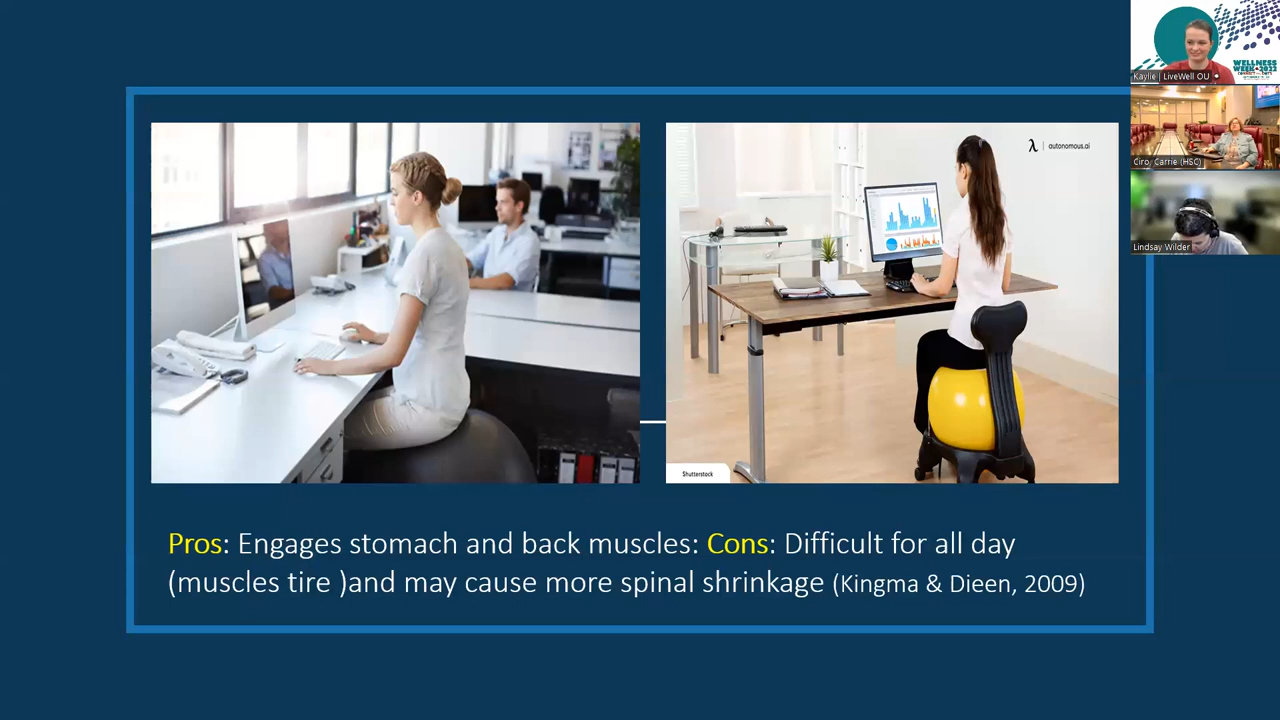 WELLNESS
WEEK 2022
Kaylie | LiveWell OU
autonomous.ai
Ciro, Carrie (HSC)
Lindsay Wilder
Shutterstock
Pros: Engages stomach and back muscles: Cons: Difficult for all day
(muscles tire )and may cause more spinal shrinkage (Kingma & Dieen, 2009)